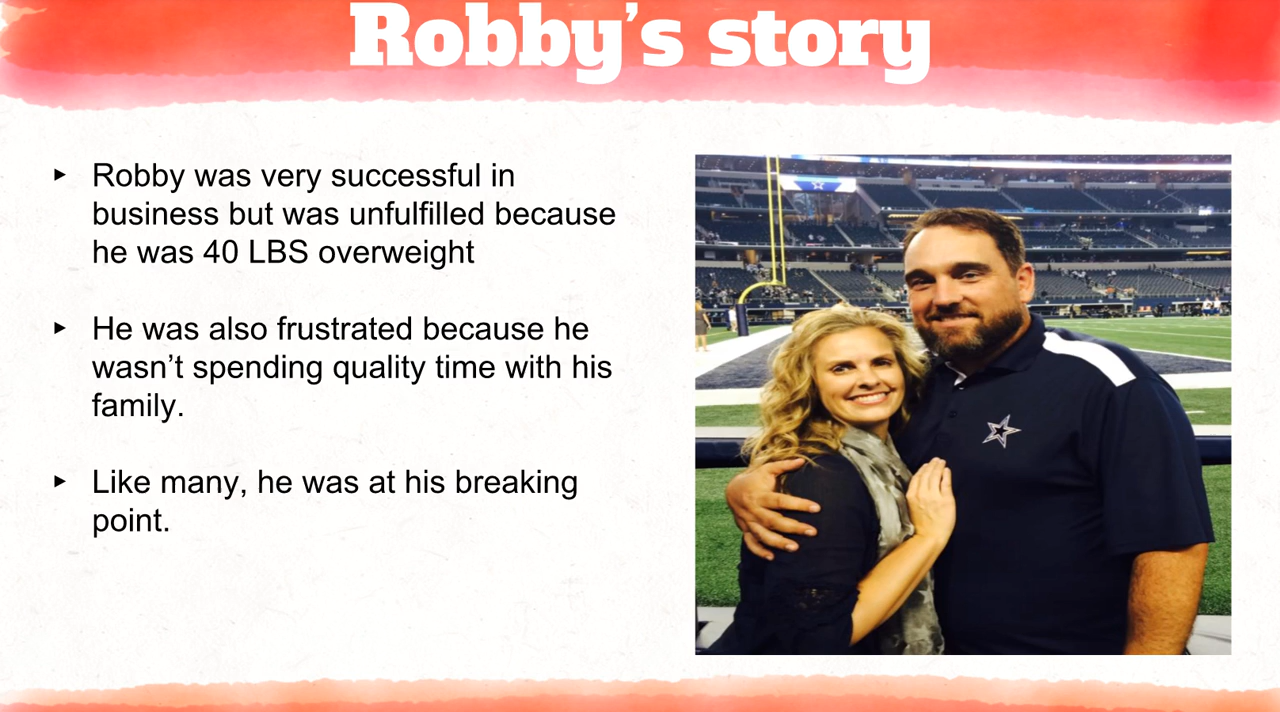 Robby’s story
Robby was very successful in
business but was unfulfilled because
he was 40 LBS overweight
He was also frustrated because he
wasn’t spending quality time with his
family.
Like many, he was at his breaking
point.